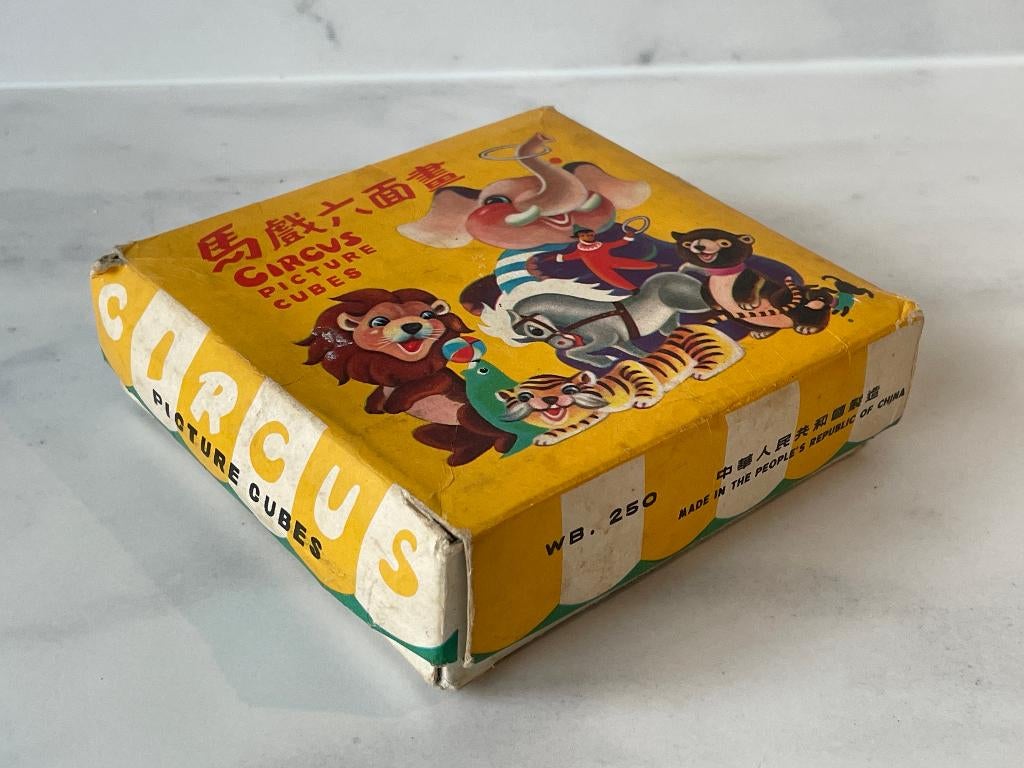 馬戲六面畫
CIRCUS
PICTURE
CUBES
CIRCUS
PICTURE CUBES
WB. 250
中華人民共和國製造
MADE IN THE PEOPLE'S REPUBLIC OF CHINA